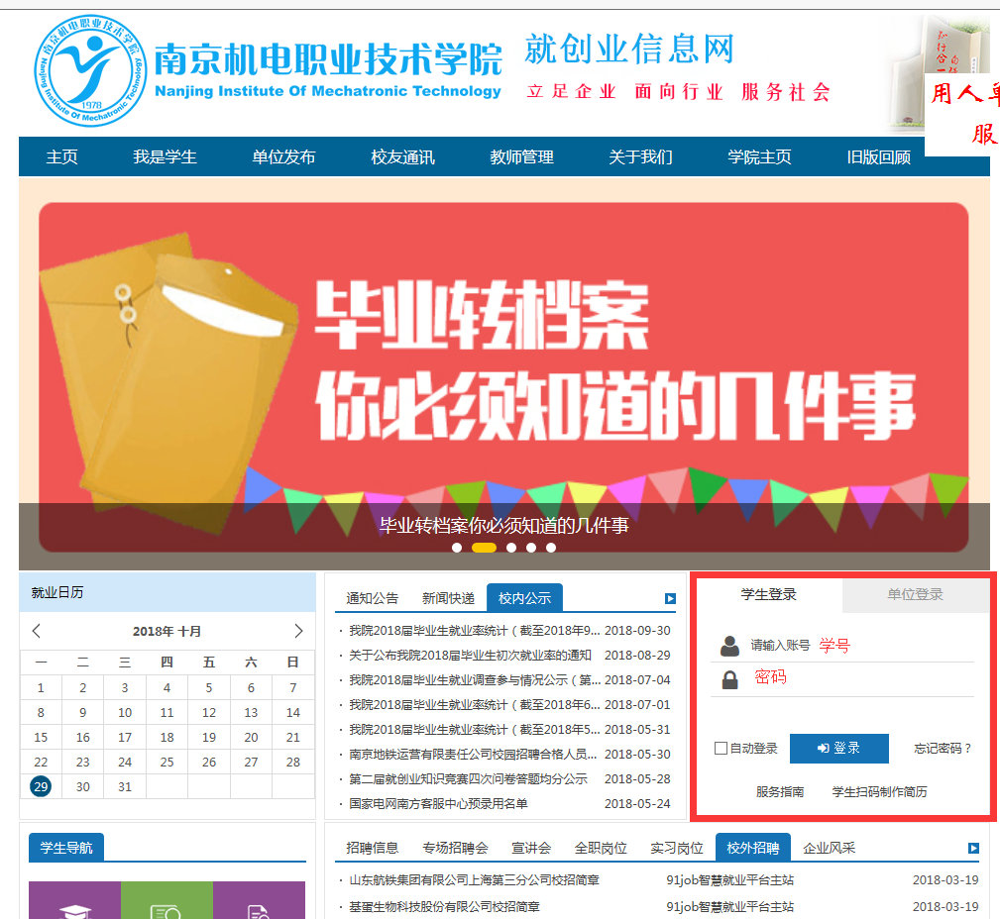 南京机电职业技术学院
Nanjing Institute Of Mechatronic Technology
南京机电职业技术学院
Nanjing Institute Of Mechatronic Technology
1978
就创业信息网
立足企业 面向行业 服务社会
用人单
服
主页 我是学生 单位发布 校友通讯 教师管理 关于我们 学院主页 旧版回顾
毕业转档案
你必须知道的几件事
毕业转档案你必须知道的几件事
就业日历
2018年 十月
一 二 三 四 五 六 日
1 2 3 4 5 6 7
8 9 10 11 12 13 14
15 16 17 18 19 20 21
22 23 24 25 26 27 28
29 30 31
通知公告 新闻快递 校内公示
· 我院2018届毕业生就业率统计（截至2018年9... 2018-09-30
· 关于公布我院2018届毕业生初次就业率的通知 2018-08-29
· 我院2018届毕业生就业调查参与情况公示（第... 2018-07-04
· 我院2018届毕业生就业率统计（截至2018年6... 2018-07-01
· 我院2018届毕业生就业率统计（截至2018年5... 2018-05-31
· 南京地铁运营有限责任公司校园招聘合格人员... 2018-05-30
· 第二届就创业知识竞赛四次问卷答题均分公示 2018-05-28
· 国家电网南方客服中心预录用名单 2018-05-24
学生登录 单位登录
请输入账号 学号
密码
自动登录 登录 忘记密码？
服务指南 学生扫码制作简历
学生导航
招聘信息 专场招聘会 宣讲会 全职岗位 实习岗位 校外招聘 企业风采
· 山东航铁集团有限公司上海第三分公司校招简章 91job智慧就业平台主站 2018-03-19
· 基蛋生物科技股份有限公司校招简章 91job智慧就业平台主站 2018-03-19